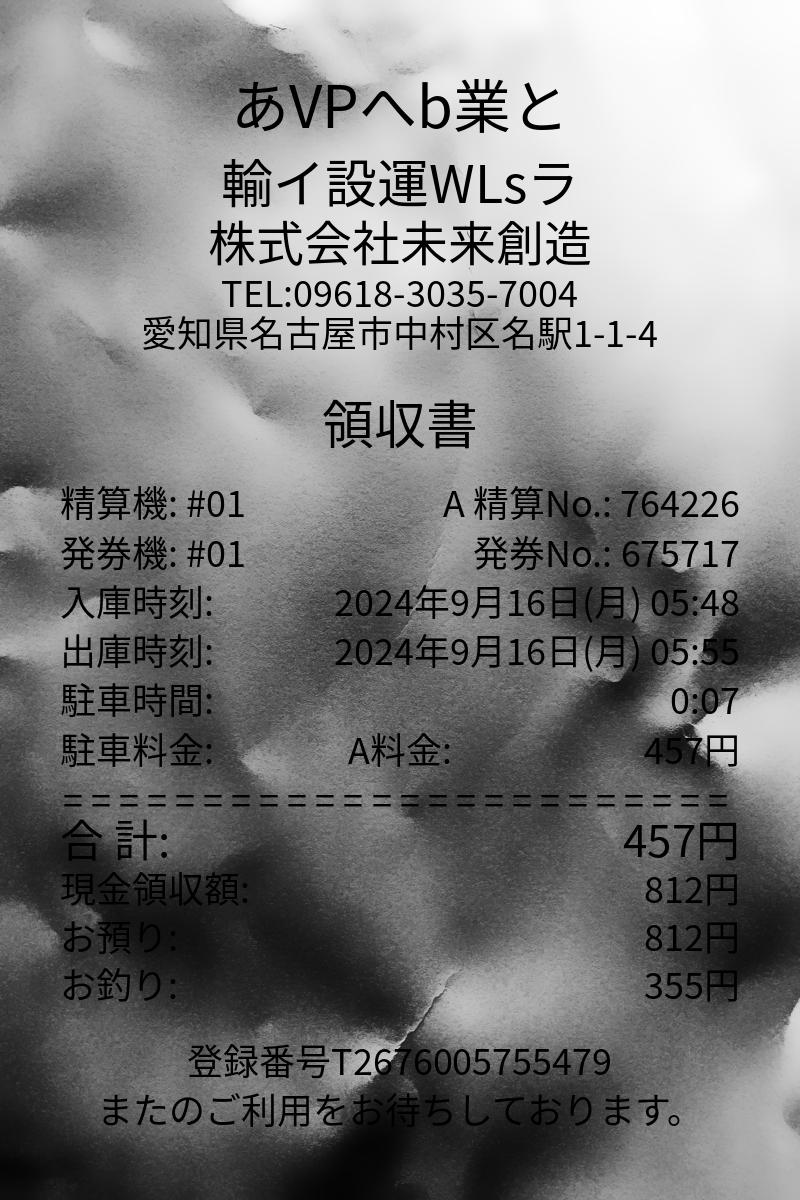 あVPへb業と
輸イ設運WLsラ
株式会社未来創造
TEL:09618-3035-7004
愛知県名古屋市中村区名駅1-1-4
領収書
精算機: #01 A 精算No.: 764226
発券機: #01 発券No.: 675717
入庫時刻: 2024年9月16日(月) 05:48
出庫時刻: 2024年9月16日(月) 05:55
駐車時間: 0:07
駐車料金: A料金: 457円
========================
合 計: 457円
現金領収額: 812円
お預り: 812円
お釣り: 355円
登録番号T2676005755479
またのご利用をお待ちしております。